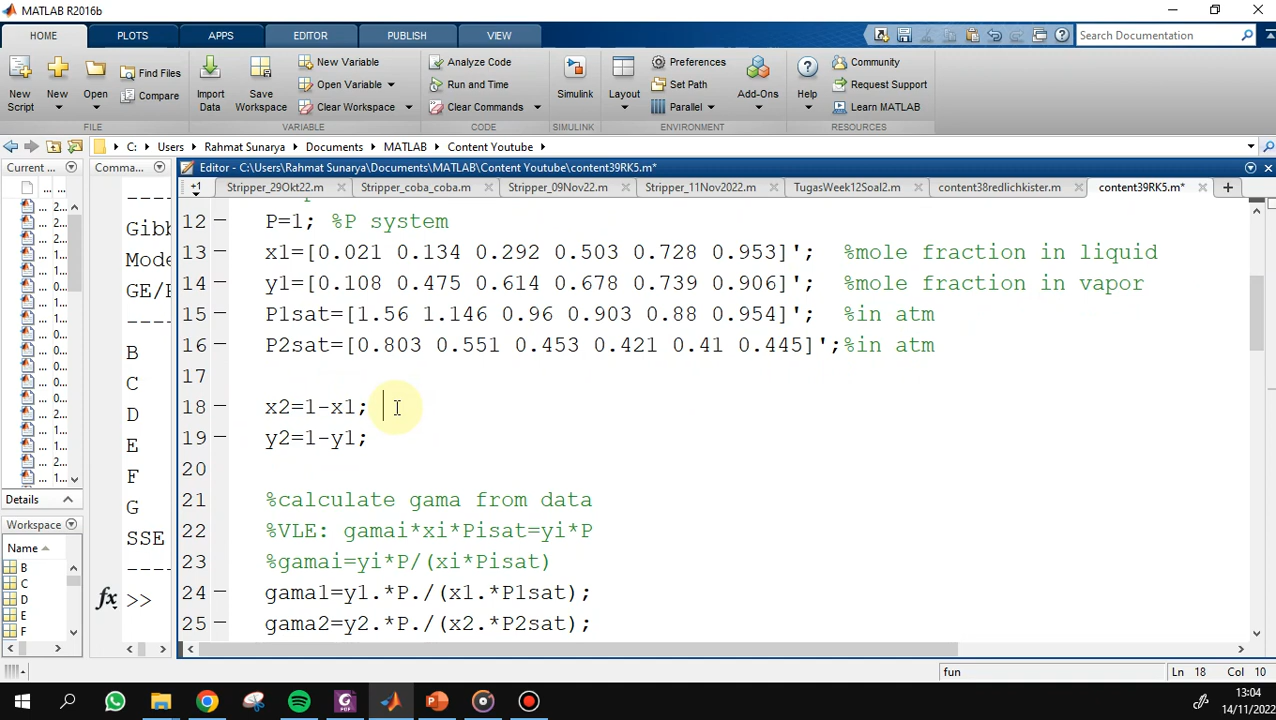 MATLAB R2016b
HOME PLOTS APPS EDITOR PUBLISH VIEW Search Documentation
New Script New Open Find Files Compare Import Data Save Workspace New Variable Open Variable Clear Workspace Analyze Code Run and Time Clear Commands Simulink Layout Preferences Set Path Parallel Add-Ons Help Community Request Support Learn MATLAB
FILE VARIABLE CODE SIMULINK ENVIRONMENT RESOURCES
C: Users Rahmat Sunarya Documents MATLAB Content Youtube
Current ... Comma... Editor - C:\Users\Rahmat Sunarya\Documents\MATLAB\Content Youtube\content39RK5.m*
Stripper_29Okt22.m Stripper_coba_coba.m Stripper_09Nov22.m Stripper_11Nov2022.m TugasWeek12Soal2.m content38redlichkister.m content39RK5.m*
12 P=1; %P system
13 x1=[0.021 0.134 0.292 0.503 0.728 0.953]'; %mole fraction in liquid
14 y1=[0.108 0.475 0.614 0.678 0.739 0.906]'; %mole fraction in vapor
15 P1sat=[1.56 1.146 0.96 0.903 0.88 0.954]'; %in atm
16 P2sat=[0.803 0.551 0.453 0.421 0.41 0.445]';%in atm
17
18 x2=1-x1;
19 y2=1-y1;
20
21 %calculate gama from data
22 %VLE: gamai*xi*Pisat=yi*P
23 %gamai=yi*P/(xi*Pisat)
24 gama1=y1.*P./(x1.*P1sat);
25 gama2=y2.*P./(x2.*P2sat);
Gibb
Mode
GE/
B
C
D
E
F
G
SSE
>>
fx
Details
Workspace
Name
B
C
D
E
F
fun Ln 18 Col 10
13:04
14/11/2022